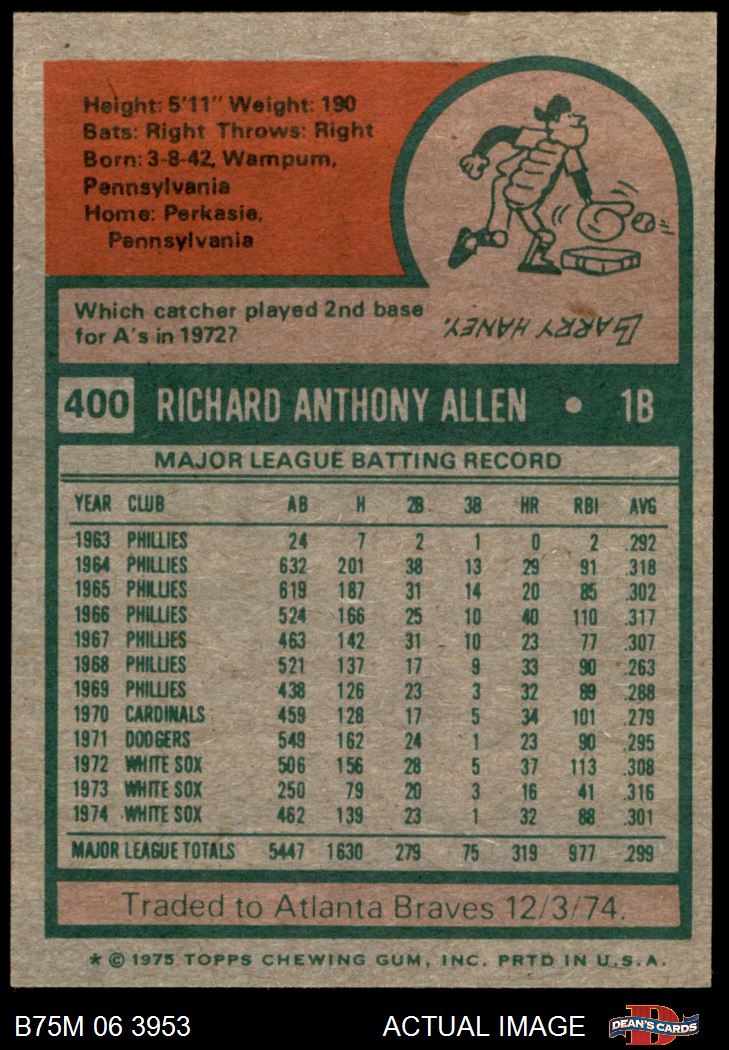 Height: 5'11" Weight: 190
Bats: Right Throws: Right
Born: 3-8-42, Wampum,
Pennsylvania
Home: Perkasie,
Pennsylvania
Which catcher played 2nd base
for A's in 1972?
BARRY HANEY.
400 RICHARD ANTHONY ALLEN • 1B
MAJOR LEAGUE BATTING RECORD
YEAR CLUB AB H 2B 3B HR RBI AVG
1963 PHILLIES 24 7 2 1 0 2 .292
1964 PHILLIES 632 201 38 13 29 91 .318
1965 PHILLIES 619 187 31 14 20 85 .302
1966 PHILLIES 524 166 25 10 40 110 .317
1967 PHILLIES 463 142 31 10 23 77 .307
1968 PHILLIES 521 137 17 9 33 90 .263
1969 PHILLIES 438 126 23 3 32 89 .288
1970 CARDINALS 459 128 17 5 34 101 .279
1971 DODGERS 549 162 24 1 23 90 .295
1972 WHITE SOX 506 156 28 5 37 113 .308
1973 WHITE SOX 250 79 20 3 16 41 .316
1974 WHITE SOX 462 139 23 1 32 88 .301
MAJOR LEAGUE TOTALS 5447 1630 279 75 319 977 .299
Traded to Atlanta Braves 12/3/74.
* © 1975 TOPPS CHEWING GUM, INC. PRTD IN U.S.A.
B75M 06 3953 ACTUAL IMAGE D DEAN'S CARDS